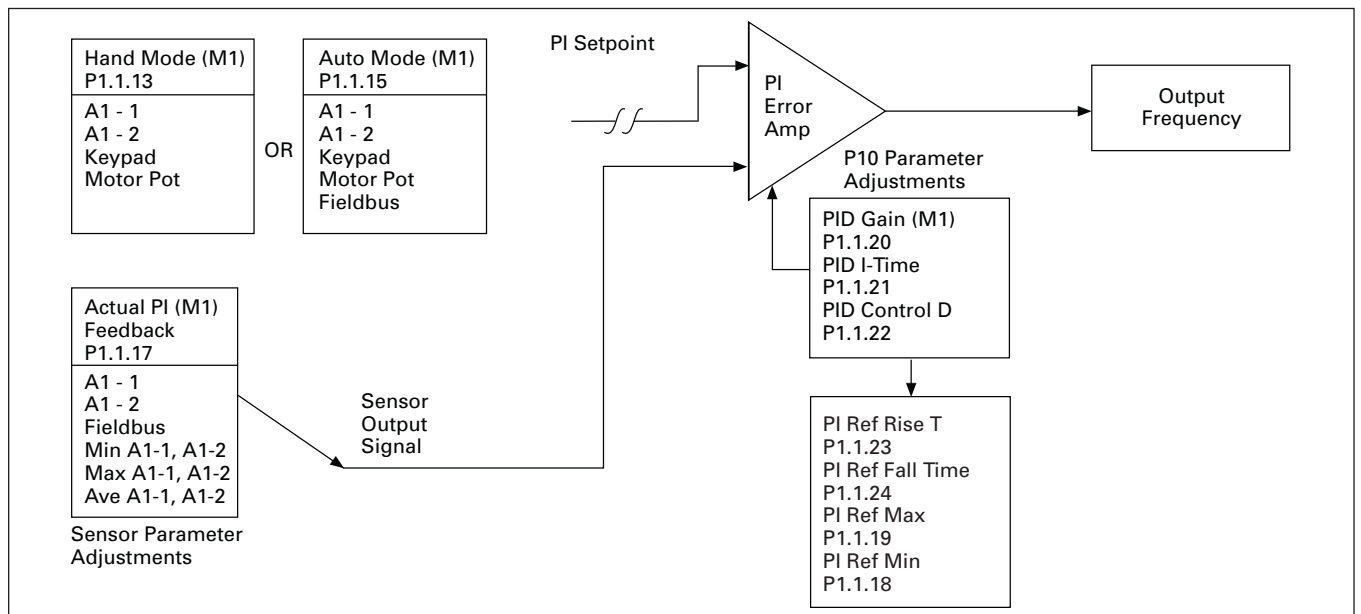 Hand Mode (M1)
P1.1.13
A1 - 1
A1 - 2
Keypad
Motor Pot
OR
Auto Mode (M1)
P1.1.15
A1 - 1
A1 - 2
Keypad
Motor Pot
Fieldbus
PI Setpoint
PI
Error
Amp
Output
Frequency
P10 Parameter
Adjustments
PID Gain (M1)
P1.1.20
PID I-Time
P1.1.21
PID Control D
P1.1.22
Actual PI (M1)
Feedback
P1.1.17
A1 - 1
A1 - 2
Fieldbus
Min A1-1, A1-2
Max A1-1, A1-2
Ave A1-1, A1-2
Sensor Parameter
Adjustments
Sensor
Output
Signal
PI Ref Rise T
P1.1.23
PI Ref Fall Time
P1.1.24
PI Ref Max
P1.1.19
PI Ref Min
P1.1.18